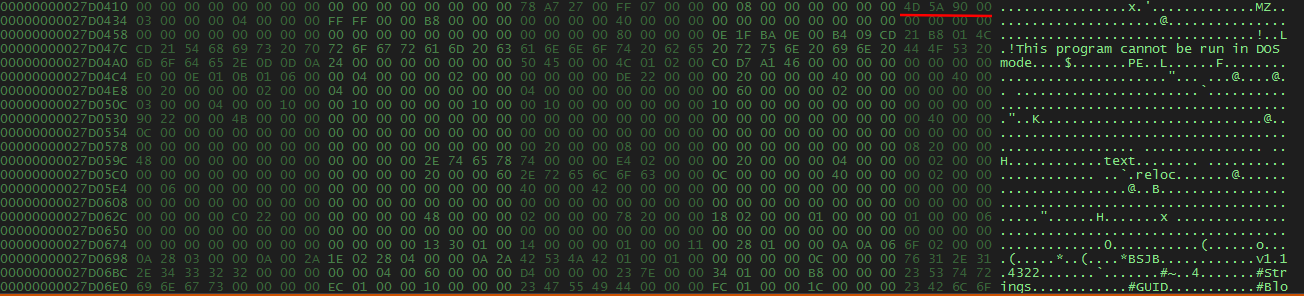 00000000027D0410 00 00 00 00 00 00 00 00 00 00 00 00 00 00 00 00 78 A7 27 00 FF 07 00 00 00 08 00 00 00 00 00 00 4D 5A 90 00 ................x.'.............MZ..
00000000027D0434 03 00 00 00 04 00 00 00 FF FF 00 00 B8 00 00 00 00 00 00 00 40 00 00 00 00 00 00 00 00 00 00 00 00 00 00 00 ....................@...............
00000000027D0458 00 00 00 00 00 00 00 00 00 00 00 00 00 00 00 00 00 00 00 00 80 00 00 00 0E 1F BA 0E 00 B4 09 CD 21 B8 01 4C ................................!..L
00000000027D047C CD 21 54 68 69 73 20 70 72 6F 67 72 61 6D 20 63 61 6E 6E 6F 74 20 62 65 20 72 75 6E 20 69 6E 20 44 4F 53 20 .!This program cannot be run in DOS
00000000027D04A0 6D 6F 64 65 2E 0D 0D 0A 24 00 00 00 00 00 00 00 50 45 00 00 4C 01 02 00 C0 D7 A1 46 00 00 00 00 00 00 00 00 mode....$.......PE..L......F........
00000000027D04C4 E0 00 0E 01 0B 01 06 00 00 04 00 00 00 02 00 00 00 00 00 00 DE 22 00 00 00 20 00 00 00 40 00 00 00 00 40 00 .....................".. ...@....@.
00000000027D04E8 00 20 00 00 00 02 00 00 04 00 00 00 00 00 00 00 04 00 00 00 00 00 00 00 00 60 00 00 00 02 00 00 00 00 00 00 . .......................`..........
00000000027D050C 03 00 00 04 00 00 10 00 00 10 00 00 00 00 10 00 00 10 00 00 00 00 00 00 10 00 00 00 00 00 00 00 00 00 00 00 ....................................
00000000027D0530 90 22 00 00 4B 00 00 00 00 00 00 00 00 00 00 00 00 00 00 00 00 00 00 00 00 00 00 00 00 00 00 00 00 40 00 00 ."..K............................@..
00000000027D0554 0C 00 00 00 00 00 00 00 00 00 00 00 00 00 00 00 00 00 00 00 00 00 00 00 00 00 00 00 00 00 00 00 00 00 00 00 ....................................
00000000027D0578 00 00 00 00 00 00 00 00 00 00 00 00 00 00 00 00 00 20 00 00 08 00 00 00 00 00 00 00 00 00 00 00 08 20 00 00 ................. ............... ..
00000000027D059C 48 00 00 00 00 00 00 00 00 00 00 00 2E 74 65 78 74 00 00 00 E4 02 00 00 00 20 00 00 00 04 00 00 00 02 00 00 H............text........ ..........
00000000027D05C0 00 00 00 00 00 00 00 00 00 00 00 00 20 00 00 60 2E 72 65 6C 6F 63 00 00 0C 00 00 00 00 40 00 00 00 02 00 00 ............ ..`.reloc.......@......
00000000027D05E4 00 06 00 00 00 00 00 00 00 00 00 00 00 00 00 00 40 00 00 42 00 00 00 00 00 00 00 00 00 00 00 00 00 00 00 00 ................@..B................
00000000027D0608 00 00 00 00 00 00 00 00 00 00 00 00 00 00 00 00 00 00 00 00 00 00 00 00 00 00 00 00 00 00 00 00 00 00 00 00 ....................................
00000000027D062C 00 00 00 00 C0 22 00 00 00 00 00 00 48 00 00 00 02 00 00 00 78 20 00 00 18 02 00 00 01 00 00 00 01 00 00 06 .....".....​.H.......x ..............
00000000027D0650 00 00 00 00 00 00 00 00 00 00 00 00 00 00 00 00 00 00 00 00 00 00 00 00 00 00 00 00 00 00 00 00 00 00 00 00 ....................................
00000000027D0674 00 00 00 00 00 00 00 00 00 00 00 00 13 30 01 00 14 00 00 00 01 00 00 11 00 28 01 00 00 0A 0A 06 6F 02 00 00 .............0...........(......o...
00000000027D0698 0A 28 03 00 00 0A 00 2A 1E 02 28 04 00 00 0A 2A 42 53 4A 42 01 00 01 00 00 00 00 00 0C 00 00 00 76 31 2E 31 .(.....*..(....*BSJB............v1.1
00000000027D06BC 2E 34 33 32 32 00 00 00 00 00 04 00 60 00 00 00 D4 00 00 00 23 7E 00 00 34 01 00 00 B8 00 00 00 23 53 74 72 .4322.......`.......#~..4.......#Str
00000000027D06E0 69 6E 67 73 00 00 00 00 EC 01 00 00 10 00 00 00 23 47 55 49 44 00 00 00 FC 01 00 00 1C 00 00 00 23 42 6C 6F ings............#GUID...........#Blo